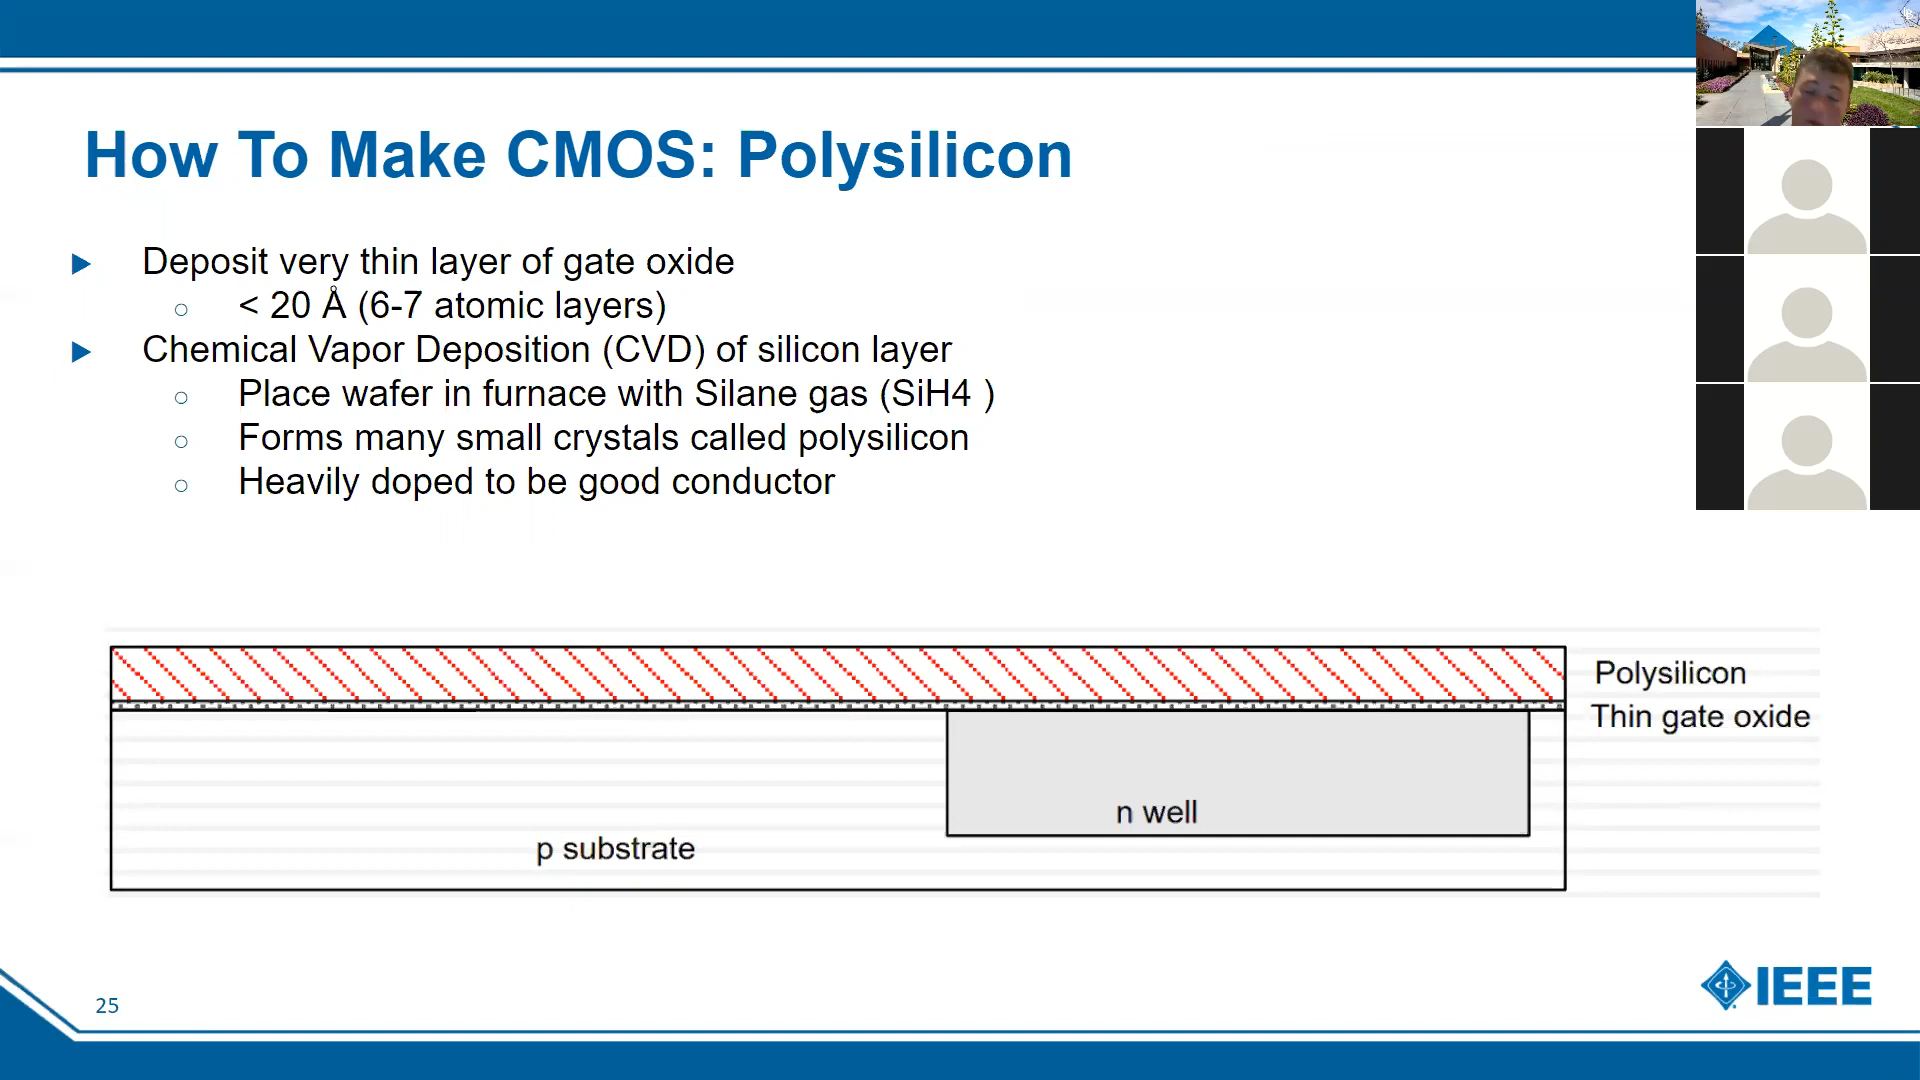 How To Make CMOS: Polysilicon
Deposit very thin layer of gate oxide
< 20 Å (6-7 atomic layers)
Chemical Vapor Deposition (CVD) of silicon layer
Place wafer in furnace with Silane gas (SiH4 )
Forms many small crystals called polysilicon
Heavily doped to be good conductor
Polysilicon
Thin gate oxide
n well
p substrate
25
IEEE